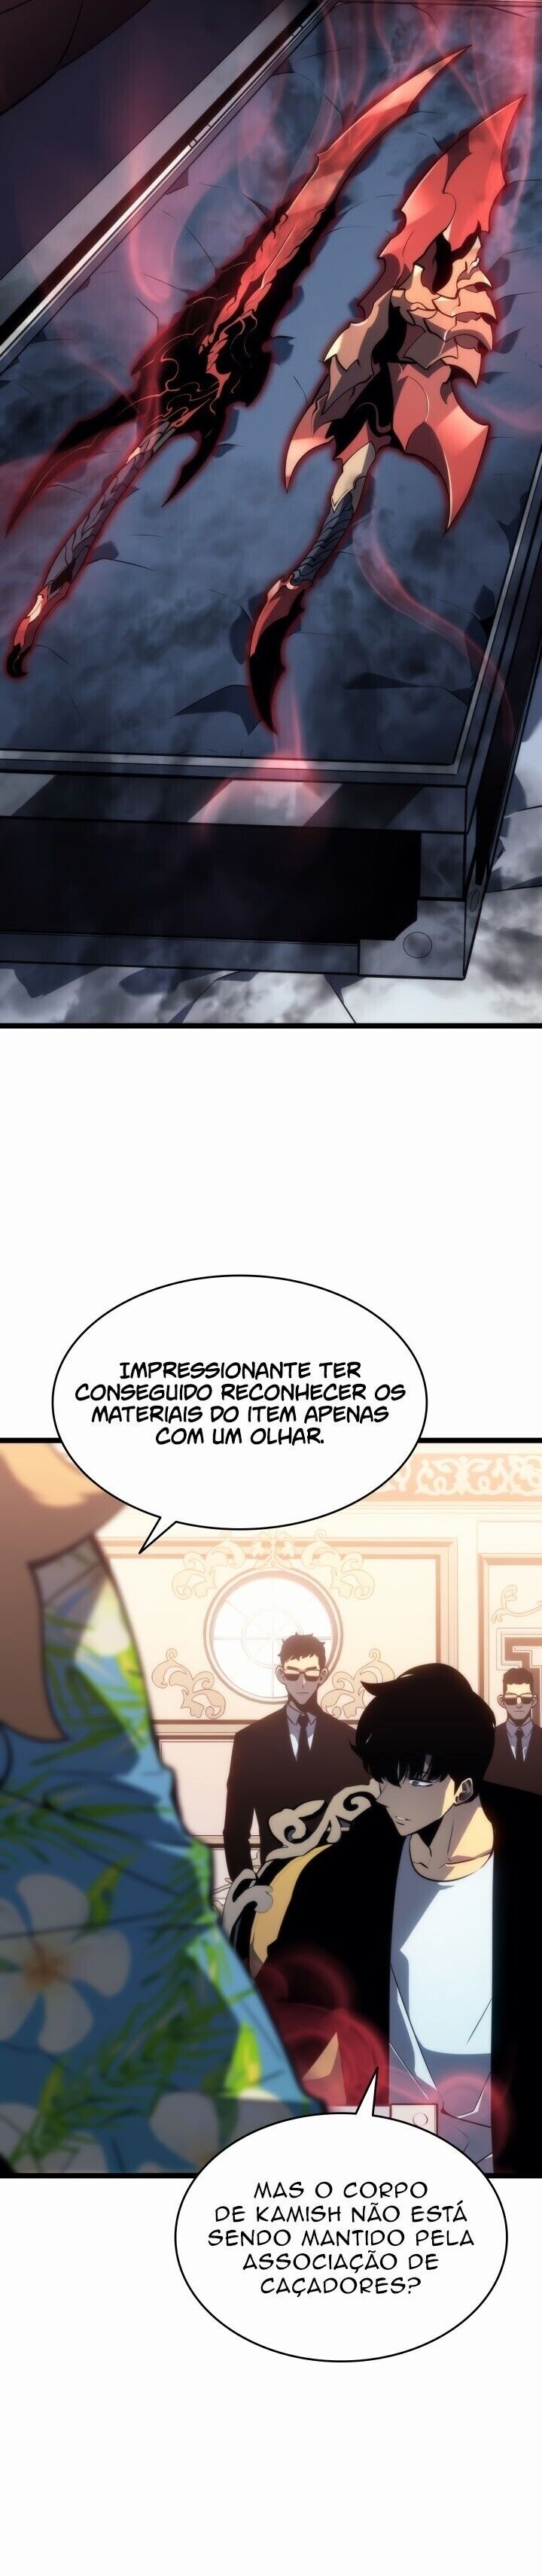 IMPRESSIONANTE TER
CONSEGUIDO RECONHECER OS
MATERIAIS DO ITEM APENAS
COM UM OLHAR.
MAS O CORPO
DE KAMISH NÃO ESTÁ
SENDO MANTIDO PELA
ASSOCIAÇÃO DE
CAÇADORES?